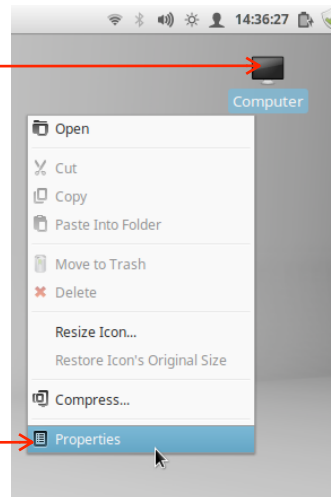 14:36:27
Computer
Open
Cut
Copy
Paste Into Folder
Move to Trash
Delete
Resize Icon...
Restore Icon's Original Size
Compress...
Properties